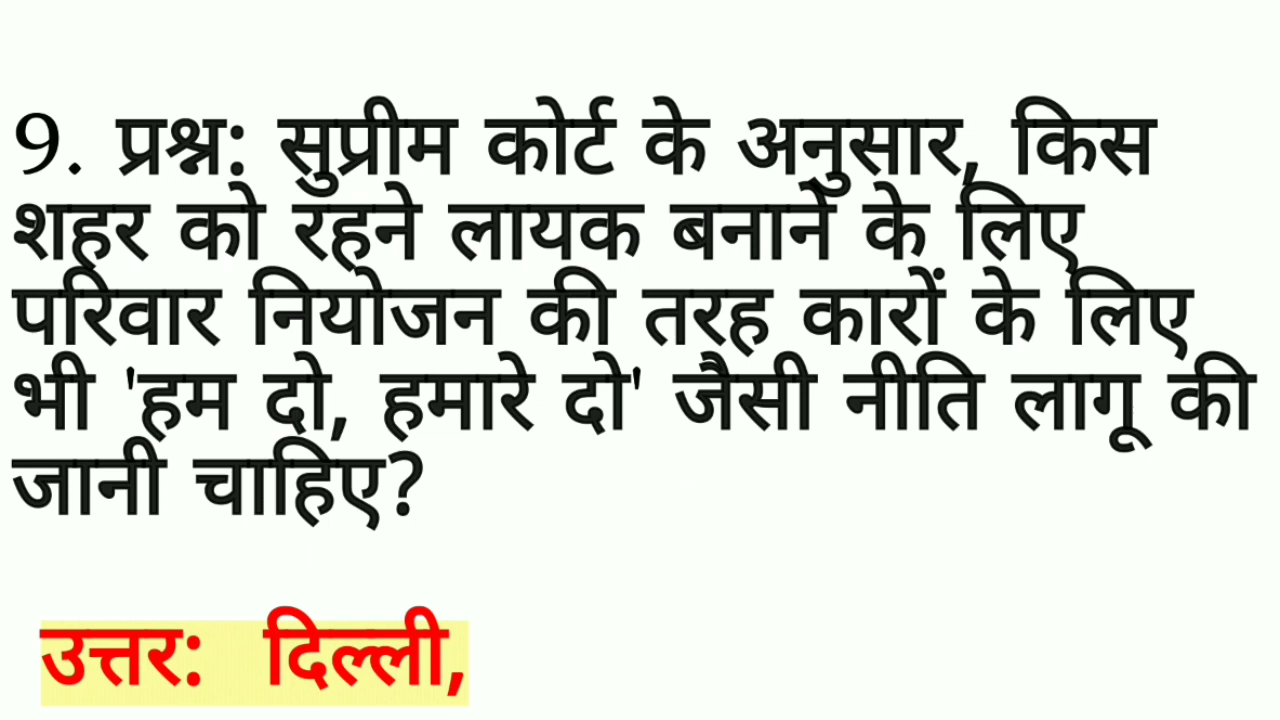 9. प्रश्न: सुप्रीम कोर्ट के अनुसार, किस
शहर को रहने लायक बनाने के लिए
परिवार नियोजन की तरह कारों के लिए
भी 'हम दो, हमारे दो' जैसी नीति लागू की
जानी चाहिए?
उत्तर: दिल्ली,